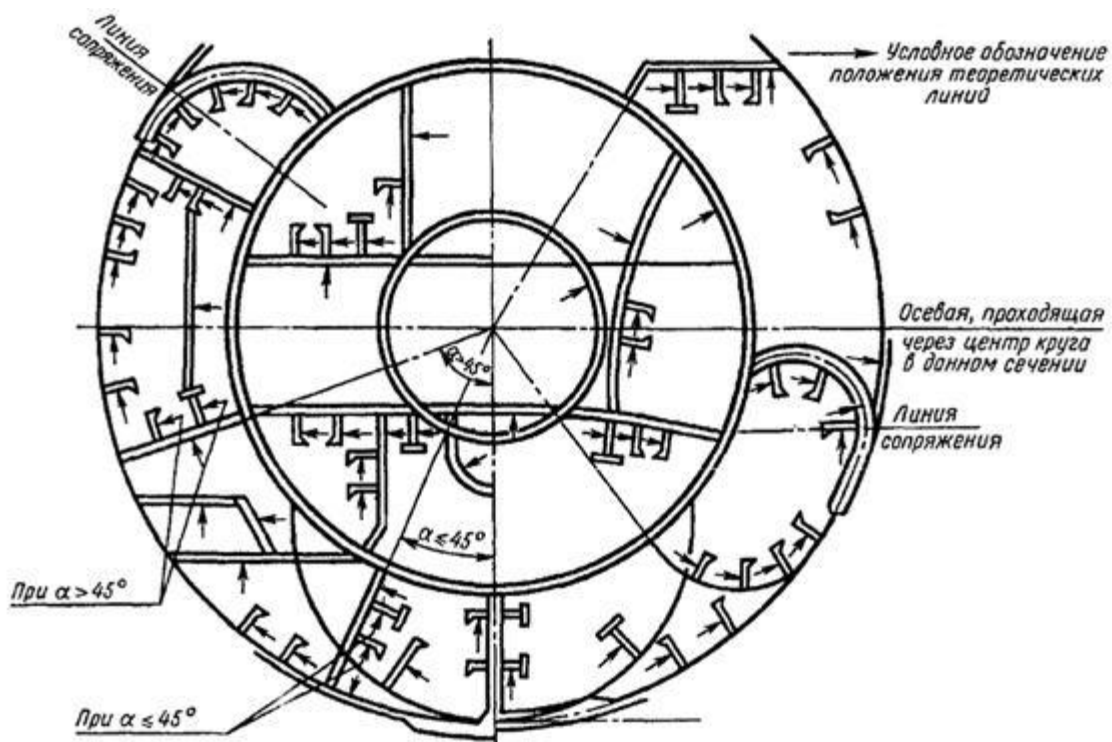 Линия
сопряжения
Условное обозначение
положения теоретических
линий
Осевая, проходящая
через центр круга
в данном сечении
α>45°
Линия
сопряжения
α≤45°
При α>45°
При α≤45°